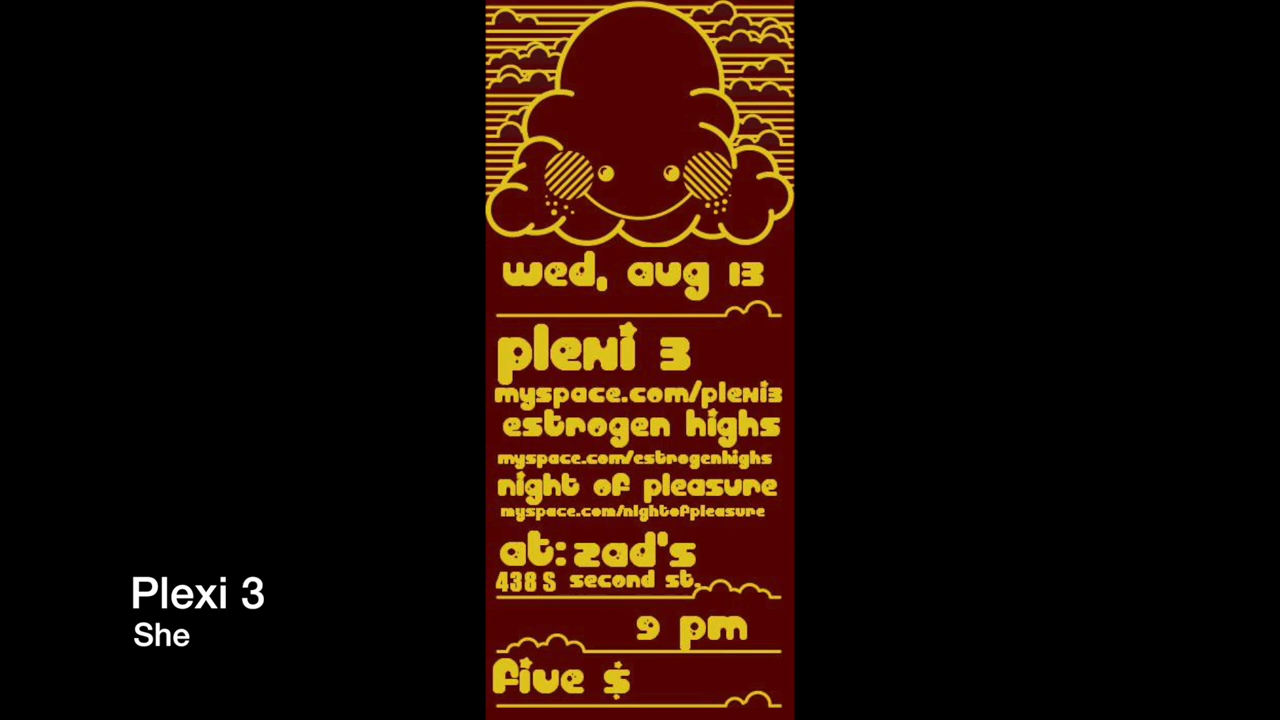 wed, aug 13
plexi 3
myspace.com/plexi3
estrogen highs
myspace.com/estrogenhighs
night of pleasure
myspace.com/nightofpleasure
at: zad's
438 S second st.
9 pm
five $
Plexi 3
She